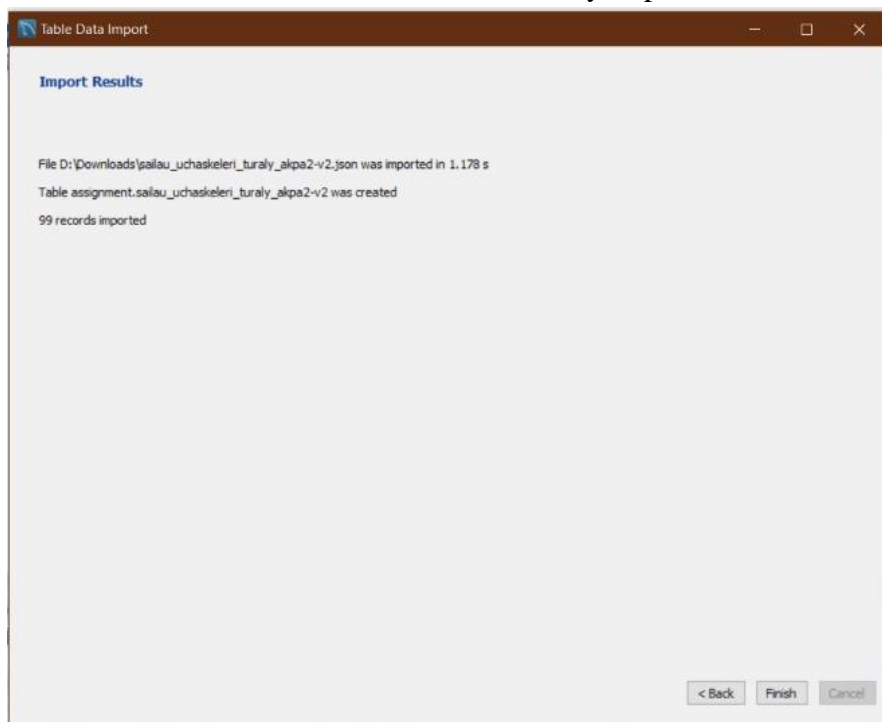 Table Data Import
Import Results
File D:\Downloads\sailau_uchaskeleri_turaly_akpa2-v2.json was imported in 1.178 s
Table assignment.sailau_uchaskeleri_turaly_akpa2-v2 was created
99 records imported
< Back Finish Cancel